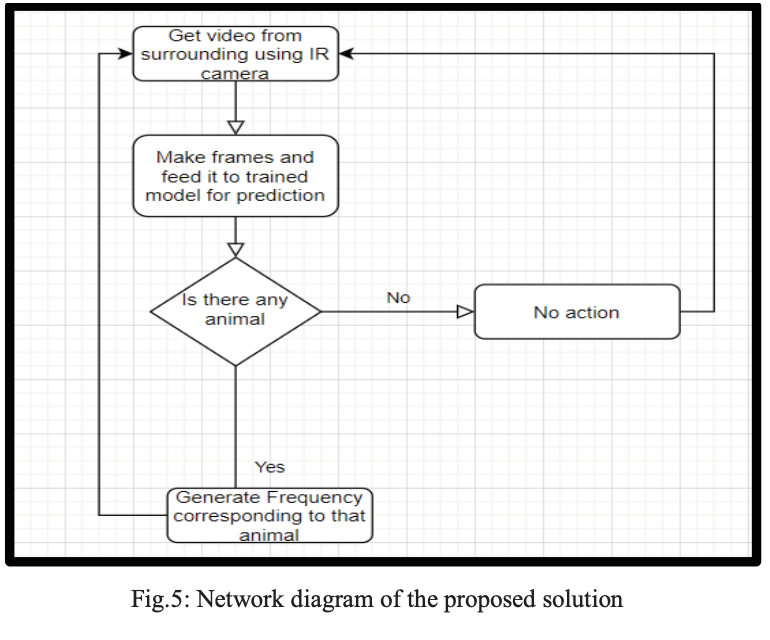 Get video from
surrounding using IR
camera
Make frames and
feed it to trained
model for prediction
Is there any
animal
No
No action
Yes
Generate Frequency
corresponding to that
animal
Fig.5: Network diagram of the proposed solution